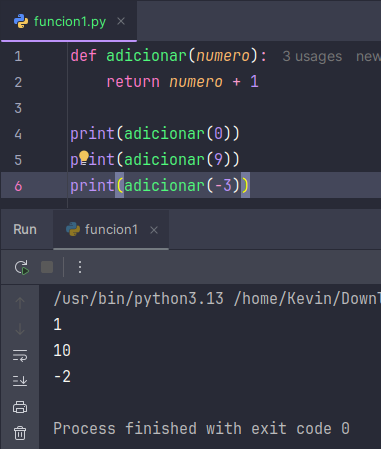 funcion1.py
1 def adicionar(numero): 3 usages new
2 return numero + 1
3
4 print(adicionar(0))
5 print(adicionar(9))
6 print(adicionar(-3))
Run funcion1
/usr/bin/python3.13 /home/Kevin/Downl
1
10
-2
Process finished with exit code 0